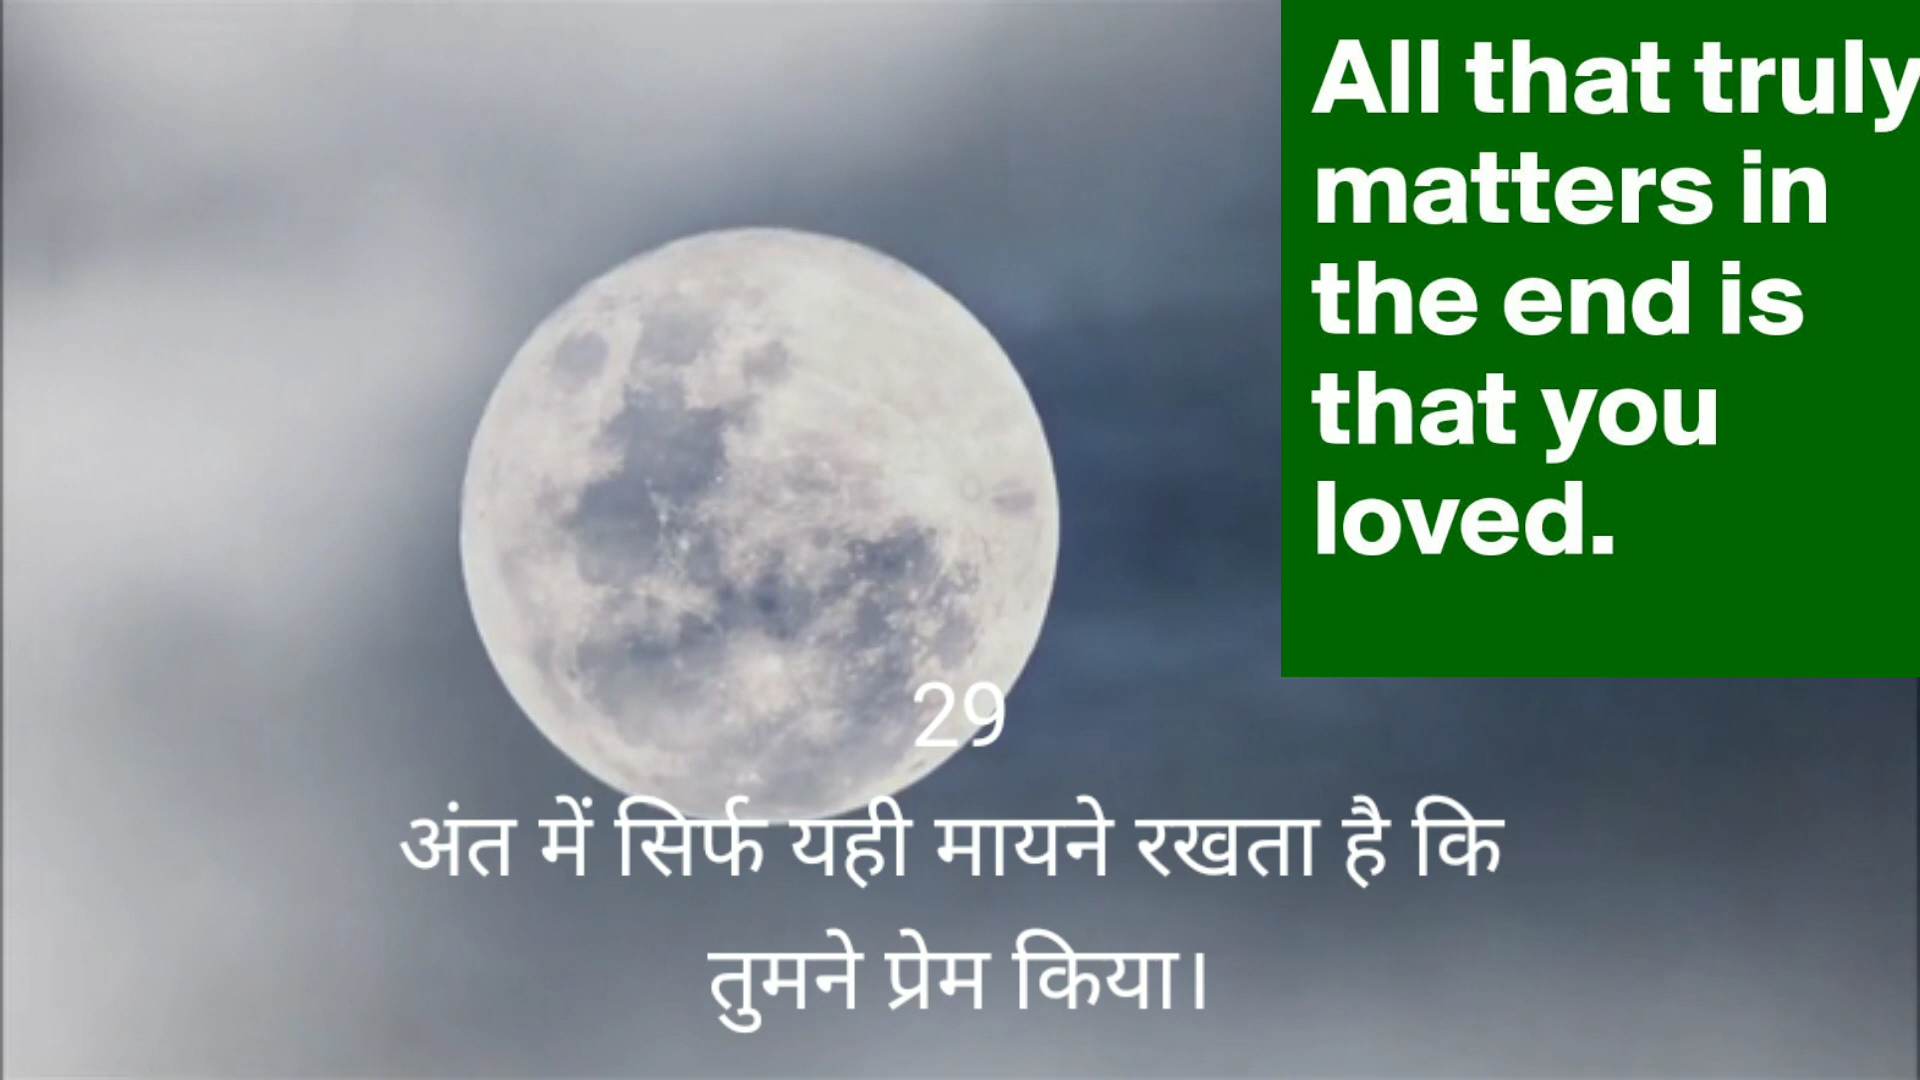 All that truly
matters in
the end is
that you
loved.
29
अंत में सिर्फ यही मायने रखता है कि
तुमने प्रेम किया।